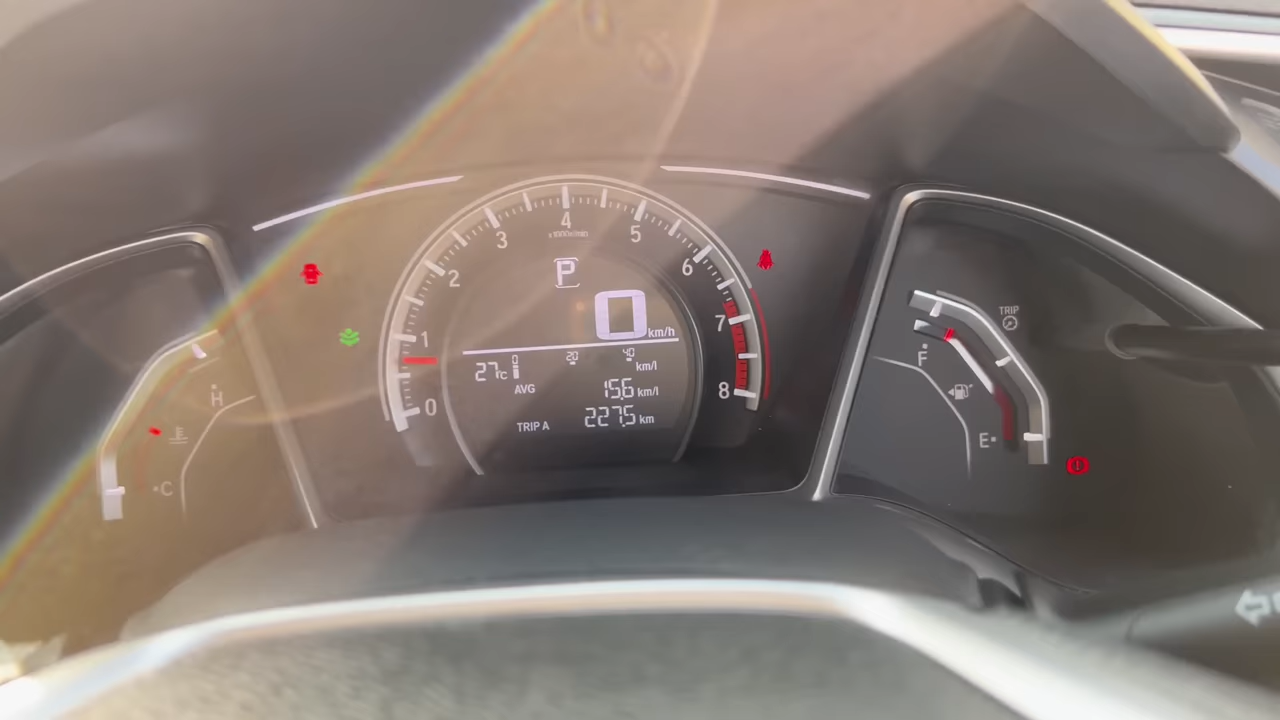 4
3 5
x1000r/min
2 6
1 7
0 8
P
0 km/h
27°C 0 20 40 km/l
AVG 15.6 km/l
TRIP A 227.5 km
H
C
TRIP
F
E